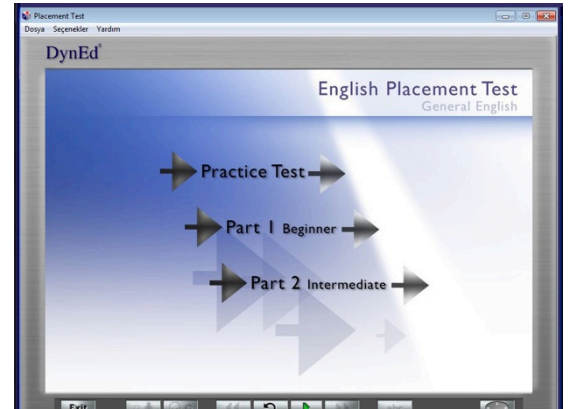 Placement Test
Dosya Seçenekler Yardım
DynEd®
English Placement Test
General English
Practice Test
Part 1 Beginner
Part 2 Intermediate
Exit